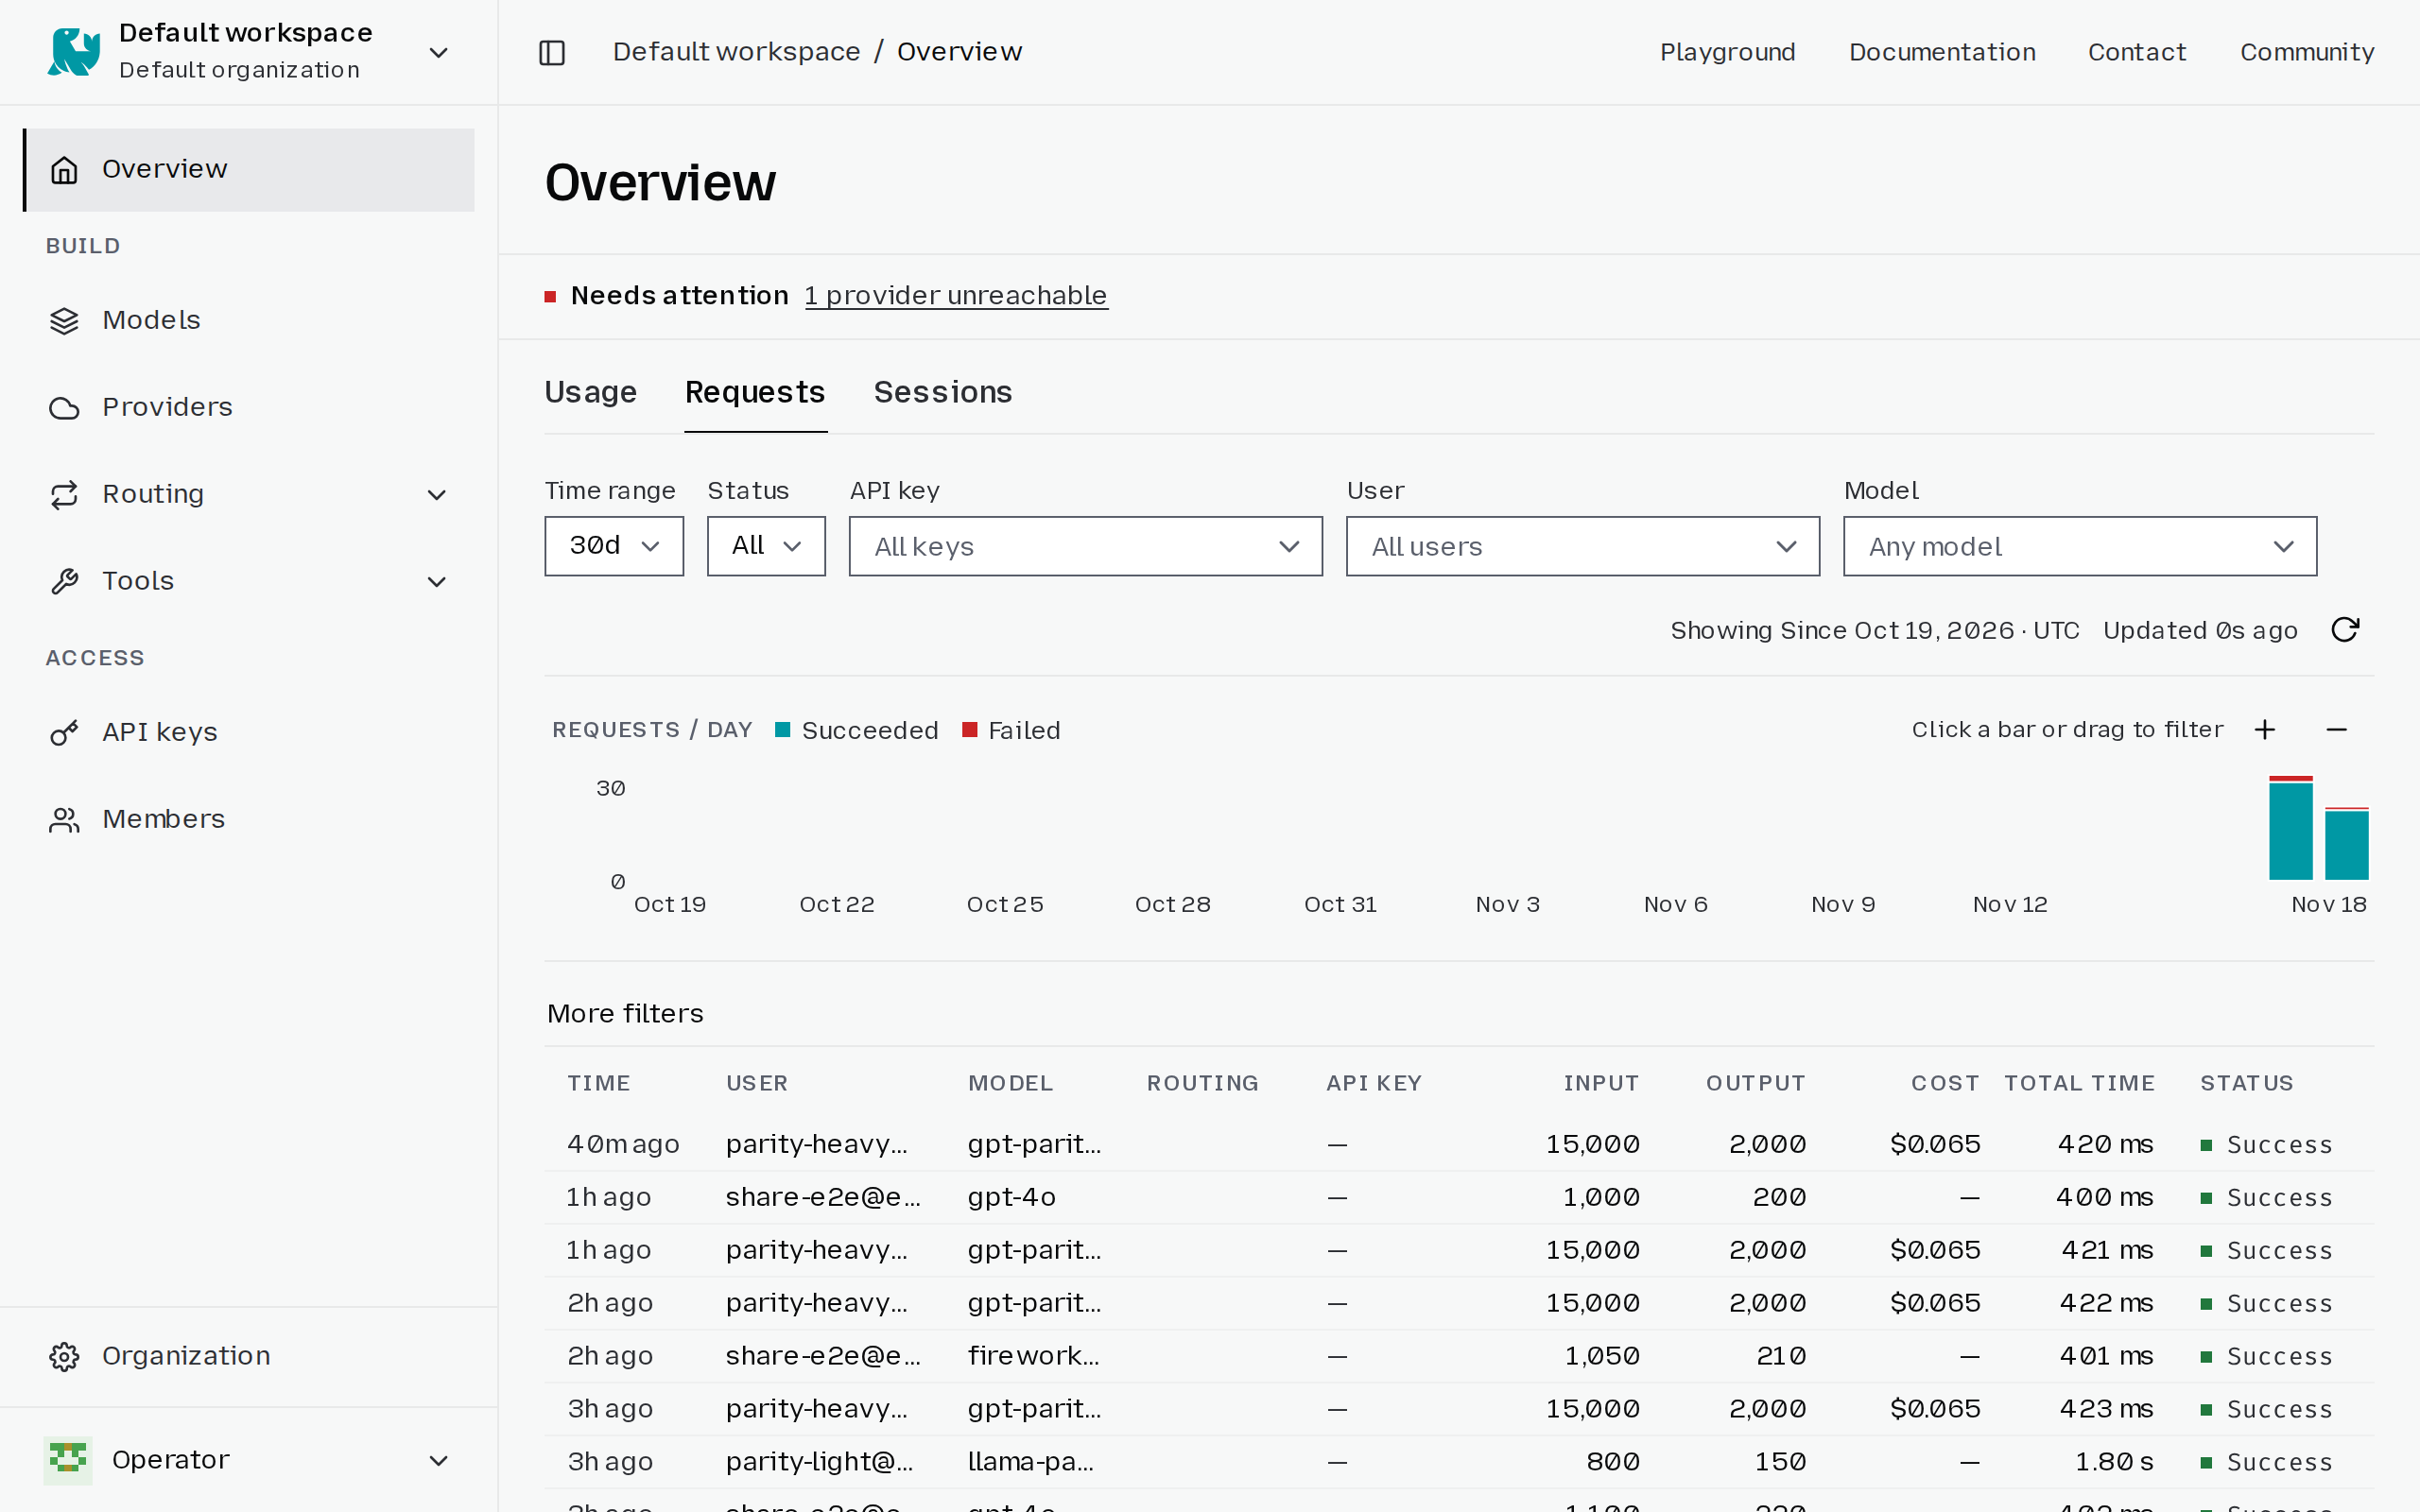 Default workspace
Default organization
Default workspace / Overview
Playground Documentation Contact Community
Overview
BUILD
Models
Providers
Routing
Tools
ACCESS
API keys
Members
Organization
Operator
Overview
Needs attention 1 provider unreachable
Usage Requests Sessions
Time range Status API key User Model
30d All All keys All users Any model
Showing Since Oct 19, 2026 · UTC Updated 0s ago
REQUESTS / DAY Succeeded Failed Click a bar or drag to filter
30
0
Oct 19 Oct 22 Oct 25 Oct 28 Oct 31 Nov 3 Nov 6 Nov 9 Nov 12 Nov 18
More filters
TIME USER MODEL ROUTING API KEY INPUT OUTPUT COST TOTAL TIME STATUS
40m ago parity-heavy... gpt-parit... — 15,000 2,000 $0.065 420 ms Success
1h ago share-e2e@e... gpt-4o — 1,000 200 — 400 ms Success
1h ago parity-heavy... gpt-parit... — 15,000 2,000 $0.065 421 ms Success
2h ago parity-heavy... gpt-parit... — 15,000 2,000 $0.065 422 ms Success
2h ago share-e2e@e... firework... — 1,050 210 — 401 ms Success
3h ago parity-heavy... gpt-parit... — 15,000 2,000 $0.065 423 ms Success
3h ago parity-light@... llama-pa... — 800 150 — 1.80 s Success